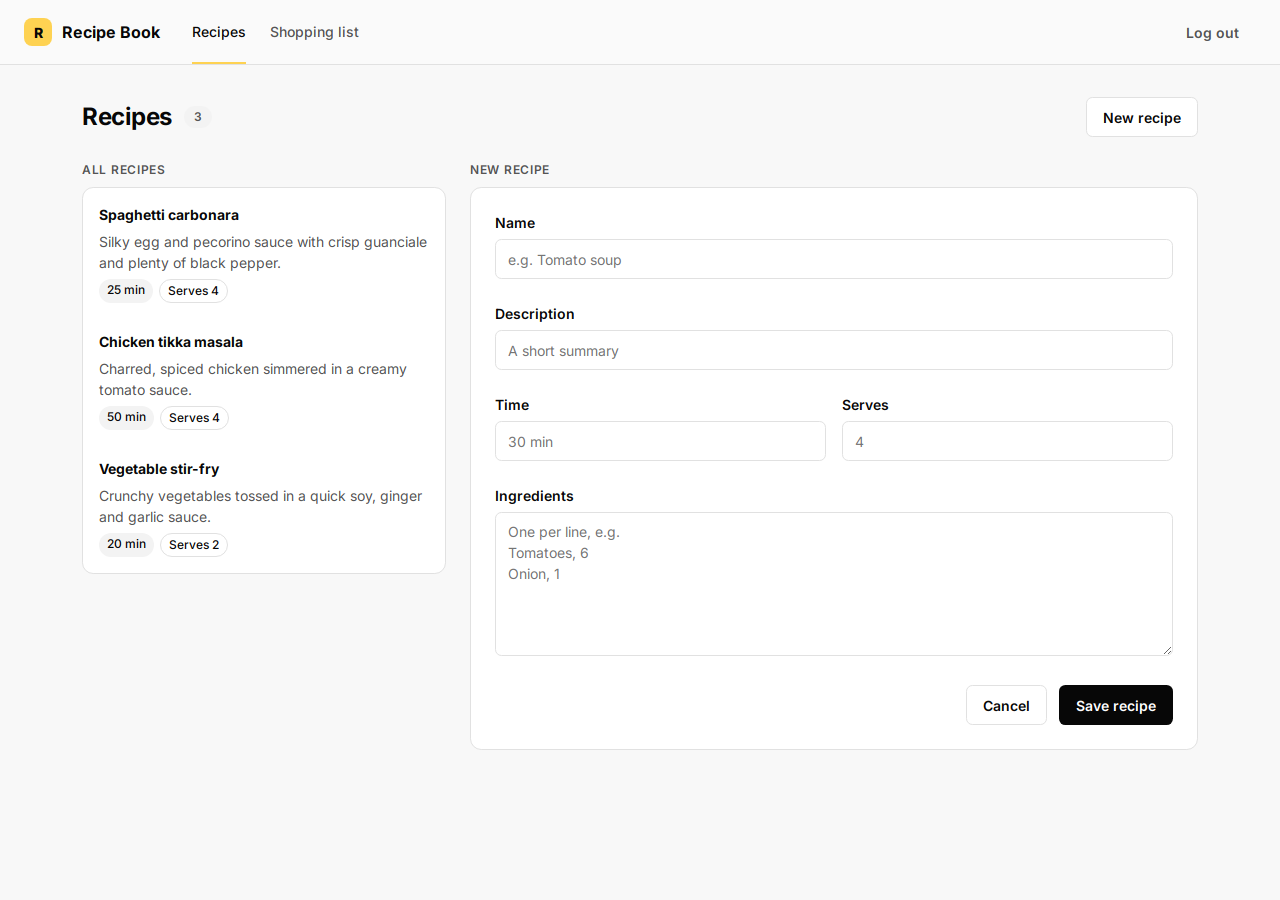 R Recipe Book Recipes Shopping list Log out
Recipes 3 New recipe
ALL RECIPES
Spaghetti carbonara
Silky egg and pecorino sauce with crisp guanciale
and plenty of black pepper.
25 min Serves 4
Chicken tikka masala
Charred, spiced chicken simmered in a creamy
tomato sauce.
50 min Serves 4
Vegetable stir-fry
Crunchy vegetables tossed in a quick soy, ginger
and garlic sauce.
20 min Serves 2
NEW RECIPE
Name
e.g. Tomato soup
Description
A short summary
Time Serves
30 min 4
Ingredients
One per line, e.g.
Tomatoes, 6
Onion, 1
Cancel Save recipe